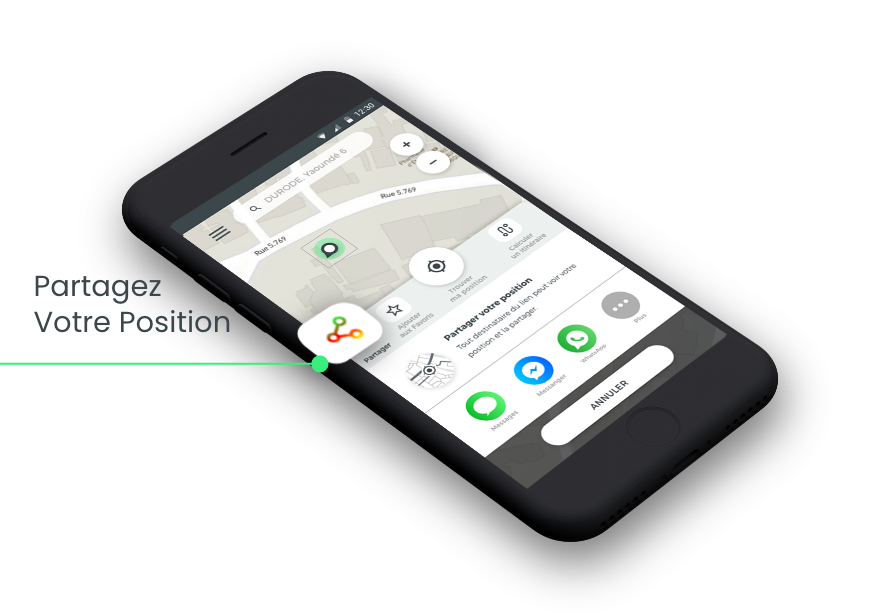 12:30
DURODE, Yaoundé 6
Rue 5.769
Rue 5.769
Partagez
Votre Position
Partager
Ajouter
aux Favoris
Trouver
ma position
Calculer
un itinéraire
Partager votre position
Tout destinataire du lien peut voir votre
position et la partager.
Messages
Messanger
WhatsApp
Plus
ANNULER